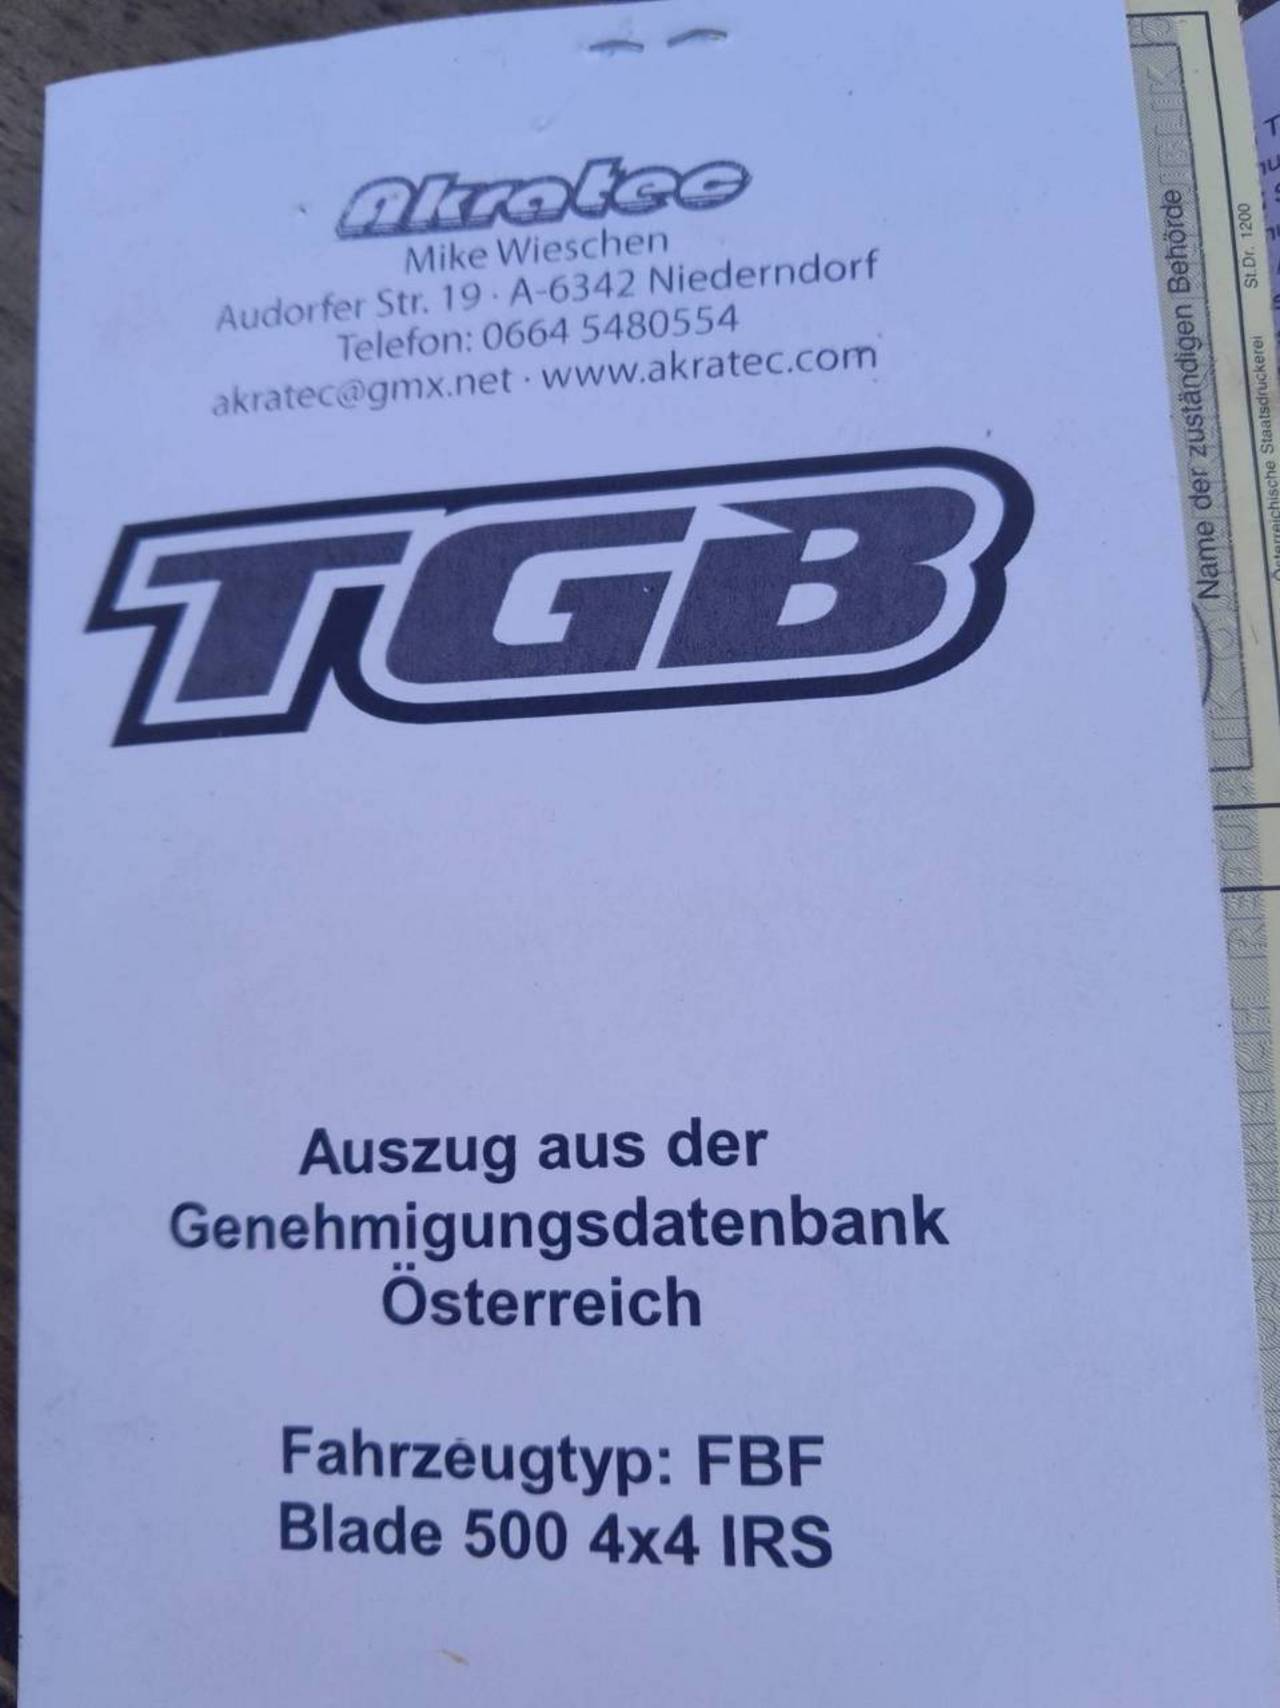 Akratec
Mike Wieschen
Audorfer Str. 19 · A-6342 Niederndorf
Telefon: 0664 5480554
akratec@gmx.net · www.akratec.com
TGB
Auszug aus der
Genehmigungsdatenbank
Österreich
Fahrzeugtyp: FBF
Blade 500 4x4 IRS
Name der zuständigen Behörde
St.Dr. 1200
Österreichische Staatsdruckerei